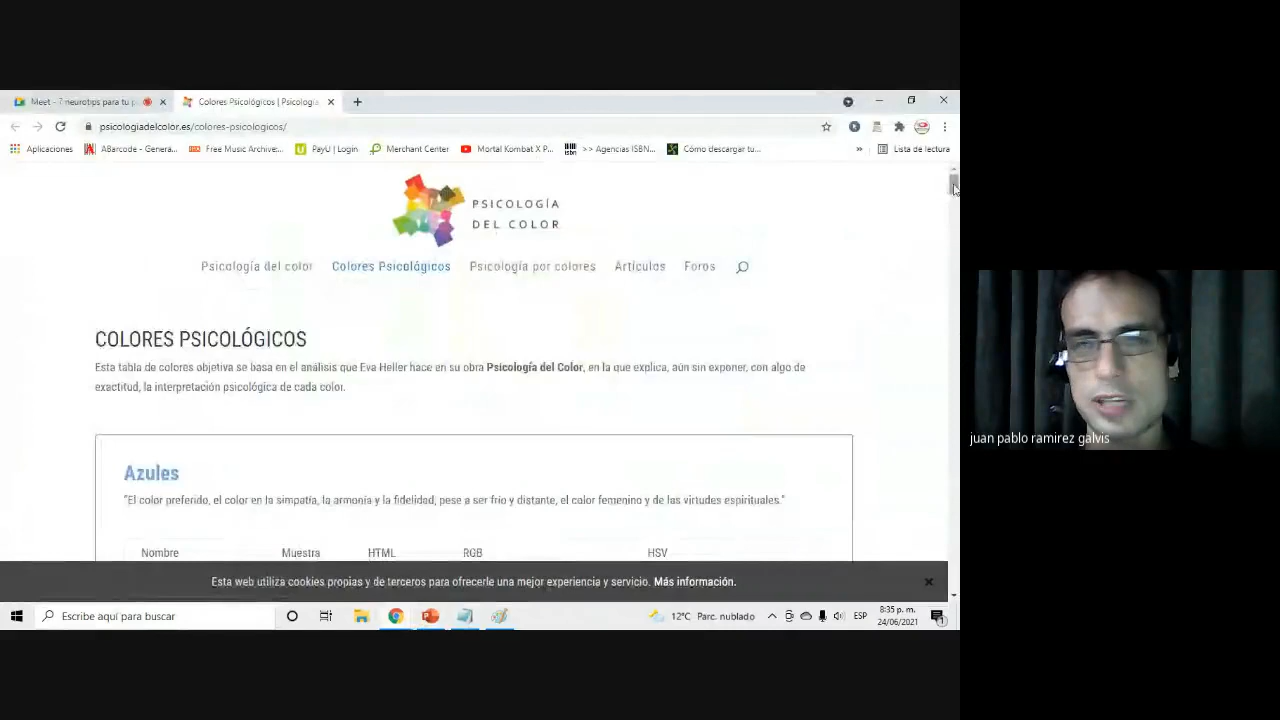 Meet - 7 neurotips para tu p
Colores Psicológicos | Psicología
psicologiadelcolor.es/colores-psicologicos/
Aplicaciones
ABarcode - Genera...
Free Music Archive...
PayU | Login
Merchant Center
Mortal Kombat X P...
>> Agencias ISBN...
Cómo descargar tu...
»
Lista de lectura
PSICOLOGÍA
DEL COLOR
Psicología del color
Colores Psicológicos
Psicología por colores
Artículos
Foros
COLORES PSICOLÓGICOS
Esta tabla de colores objetiva se basa en el análisis que Eva Heller hace en su obra Psicología del Color, en la que explica, aún sin exponer, con algo de
exactitud, la interpretación psicológica de cada color.
Azules
"El color preferido, el color en la simpatía, la armonía y la fidelidad, pese a ser frío y distante, el color femenino y de las virtudes espirituales."
Nombre Muestra HTML RGB HSV
Esta web utiliza cookies propias y de terceros para ofrecerle una mejor experiencia y servicio. Más información.
Escribe aquí para buscar
12°C Parc. nublado
ESP
8:35 p. m.
24/06/2021
juan pablo ramirez galvis